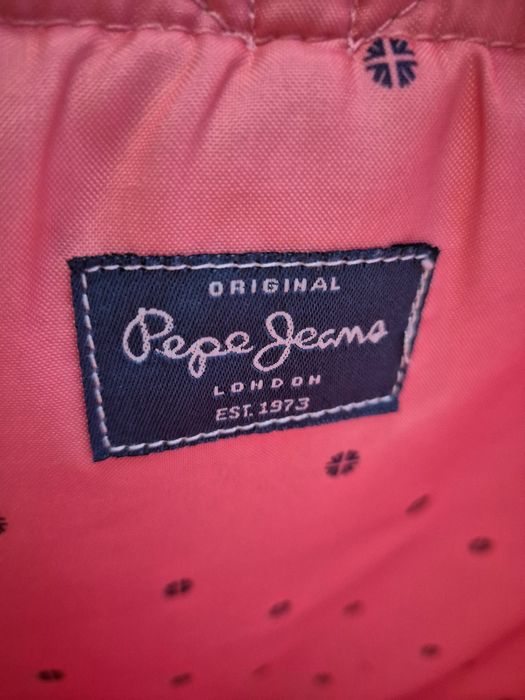 ORIGINAL
Pepe Jeans
LONDON
EST. 1973